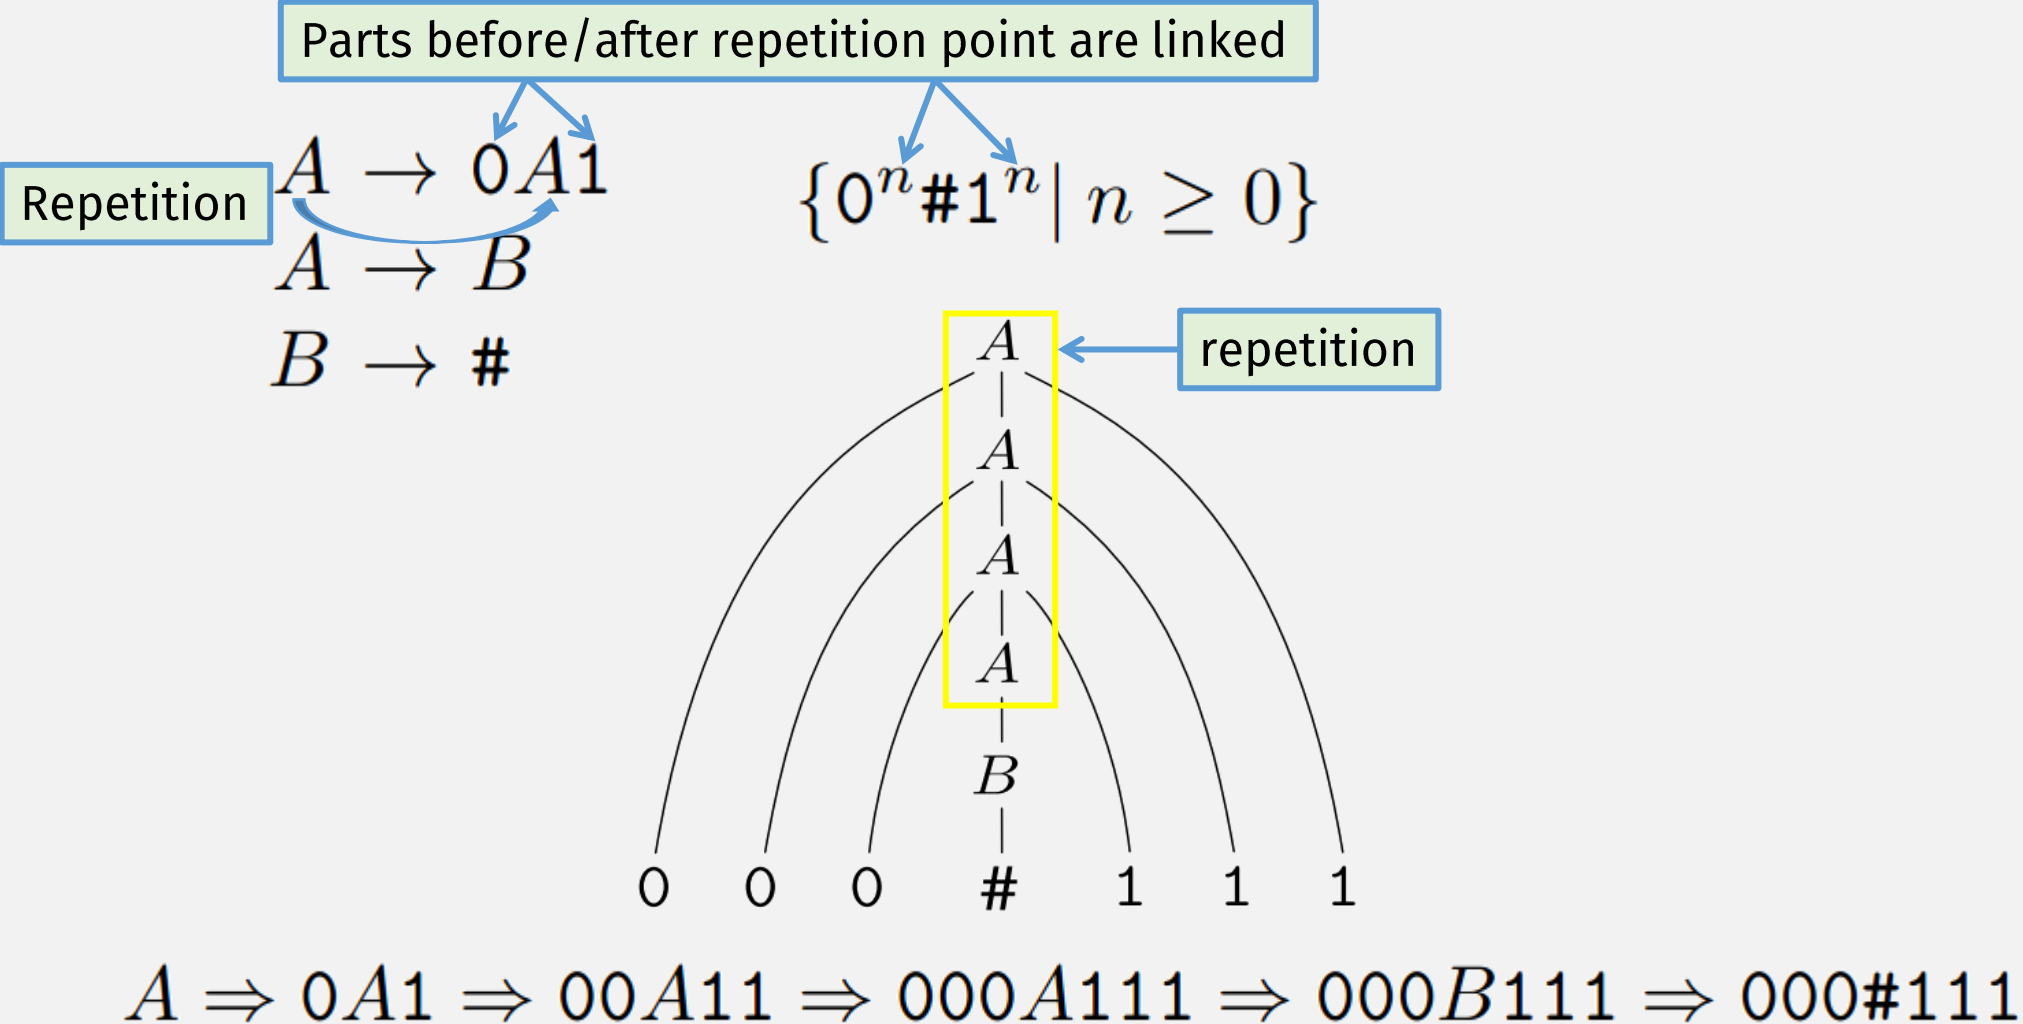 Parts before/after repetition point are linked
Repetition
A → 0A1
A → B
B → #
{0ⁿ#1ⁿ| n ≥ 0}
repetition
A
A
A
A
B
0 0 0 # 1 1 1
A ⇒ 0A1 ⇒ 00A11 ⇒ 000A111 ⇒ 000B111 ⇒ 000#111